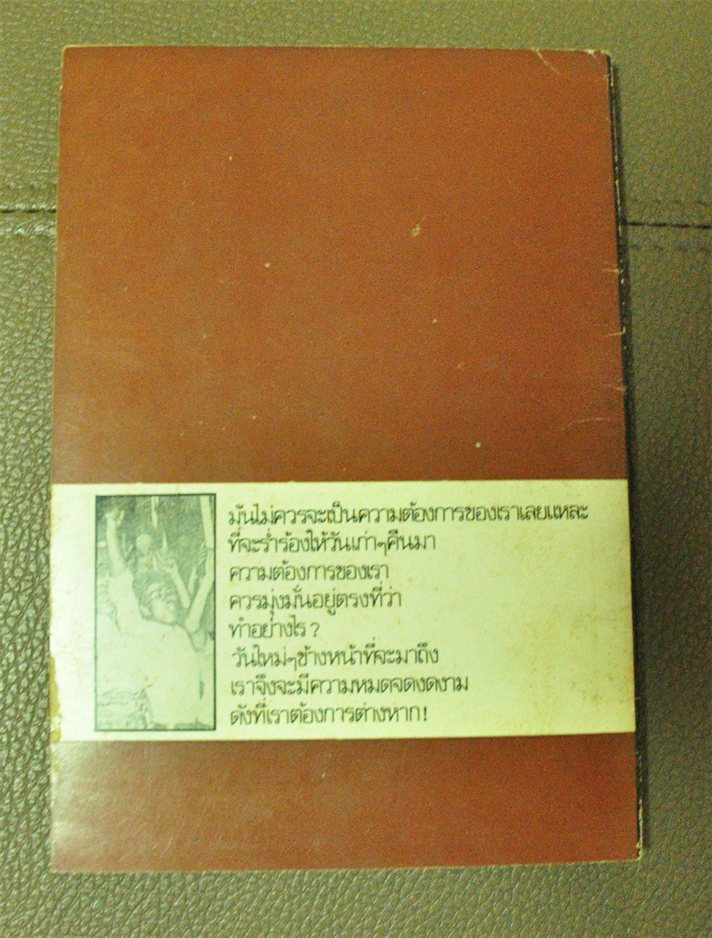 มันไม่ควรจะเป็นความต้องการของเราเลยแหละ
ที่จะร่ำร้องให้วันเก่าๆคืนมา
ความต้องการของเรา
ควรมุ่งมั่นอยู่ตรงที่ว่า
ทำอย่างไร?
วันใหม่ๆข้างหน้าที่จะมาถึง
เราจึงจะมีความหมดจดงดงาม
ดังที่เราต้องการต่างหาก!